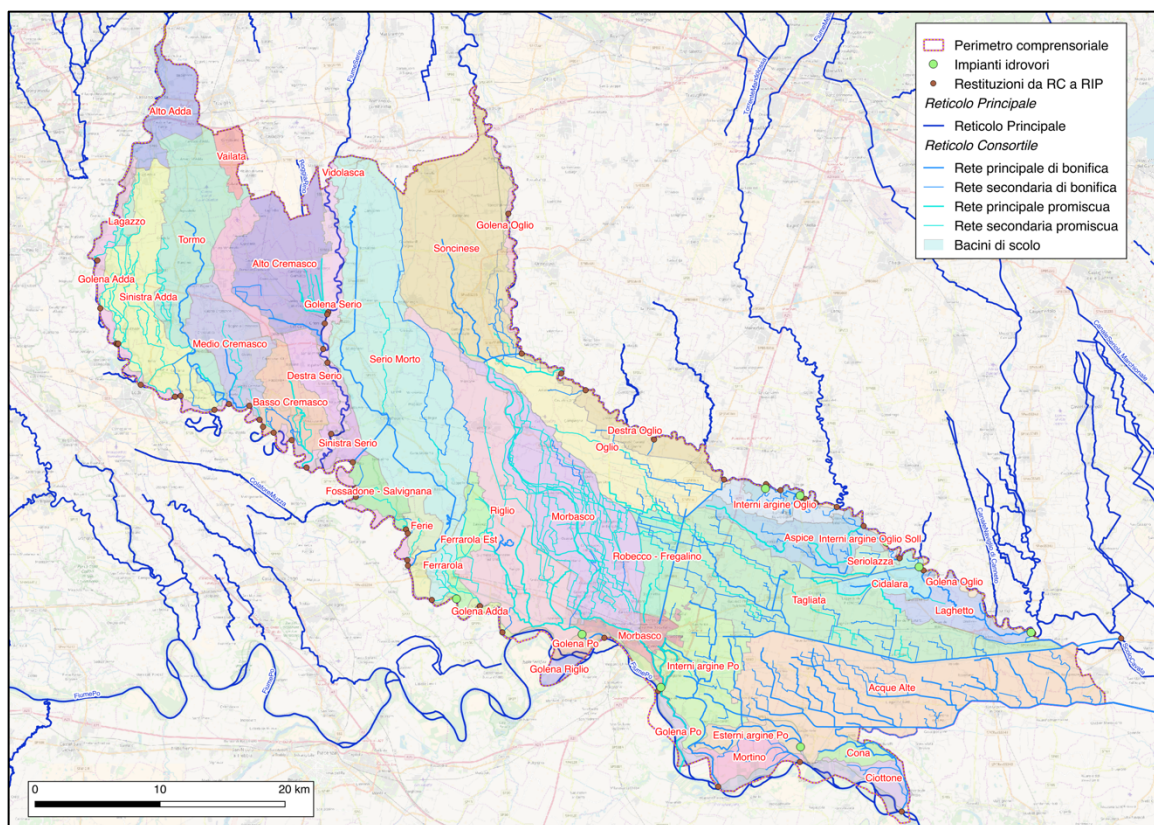 Perimetro comprensoriale
Impianti idrovori
Restituzioni da RC a RIP
Reticolo Principale
Reticolo Principale
Reticolo Consortile
Rete principale di bonifica
Rete secondaria di bonifica
Rete principale promiscua
Rete secondaria promiscua
Bacini di scolo
FiumeSerio
Alto Adda
Vailata
Vidolasca
Lagazzo
Golena Oglio
Tormo
Soncinese
Alto Cremasco
Golena Adda
Sinistra Adda
Golena Serio
Medio Cremasco
Serio Morto
Destra Serio
Basso Cremasco
Destra Oglio
Oglio
Sinistra Serio
Fossadone - Salvignana
ColatoreMuzza
Riglio
Morbasco
Interni argine Oglio
Ferie
Ferrarola Est
Aspice
Interni argine Oglio Soll
Robecco - Fregalino
Seriolazza
Ferrarola
Cidalara
Golena Oglio
Tagliata
Laghetto
Golena Adda
Morbasco
Golena Po
Golena Riglio
Interni argine Po
FiumePo
FiumePo
FiumePo
Acque Alte
Golena Po
Esterni argine Po
Mortino
Cona
Ciottone
0
10
20 km